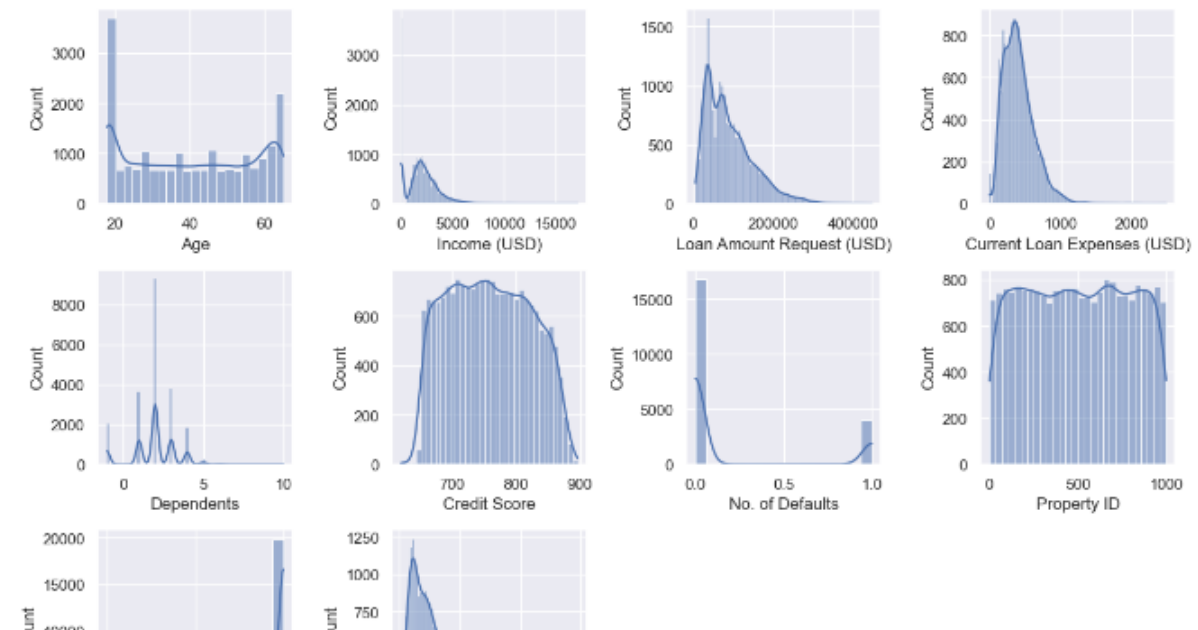 3000
2000
1000
0
Count
20 40 60
Age
3000
2000
1000
0
Count
0 5000 10000 15000
Income (USD)
1500
1000
500
0
Count
0 200000 400000
Loan Amount Request (USD)
800
600
400
200
0
Count
0 1000 2000
Current Loan Expenses (USD)
8000
6000
4000
2000
0
Count
0 5 10
Dependents
600
400
200
0
Count
700 800 900
Credit Score
15000
10000
5000
0
Count
0.0 0.5 1.0
No. of Defaults
800
600
400
200
0
Count
0 500 1000
Property ID
20000
15000
1250
1000
750